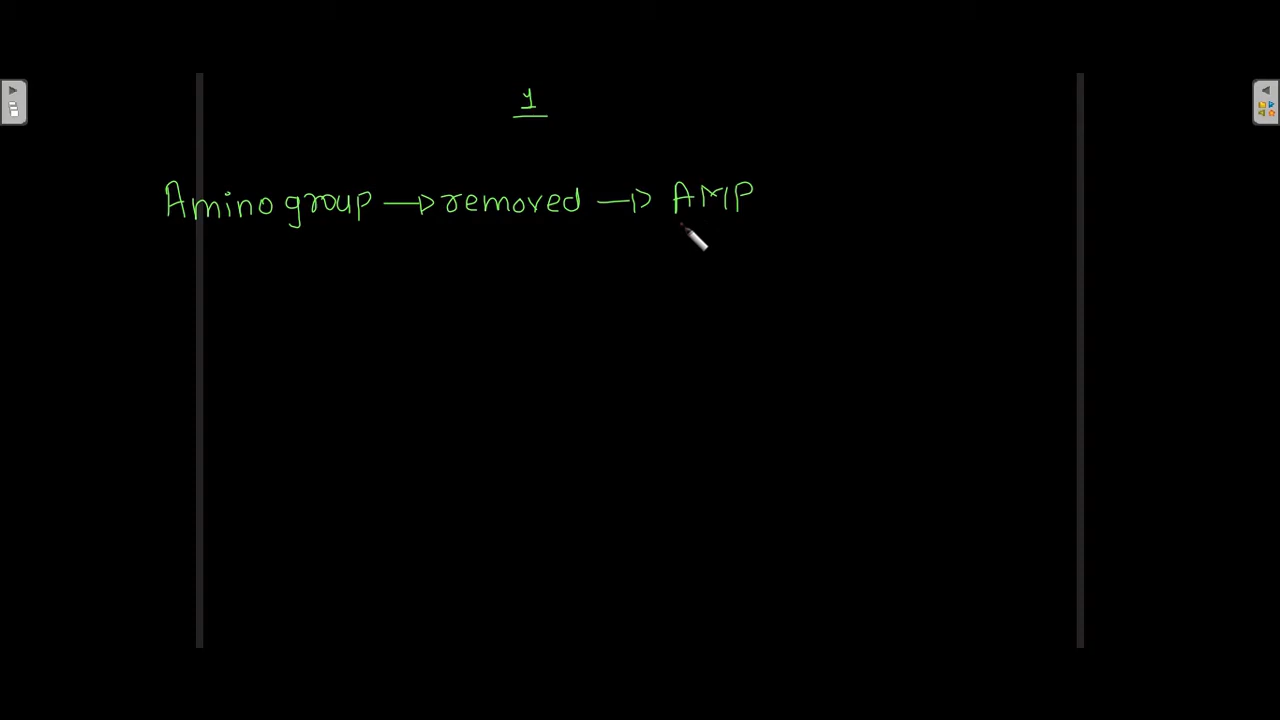 1
Amino group → removed → AMP